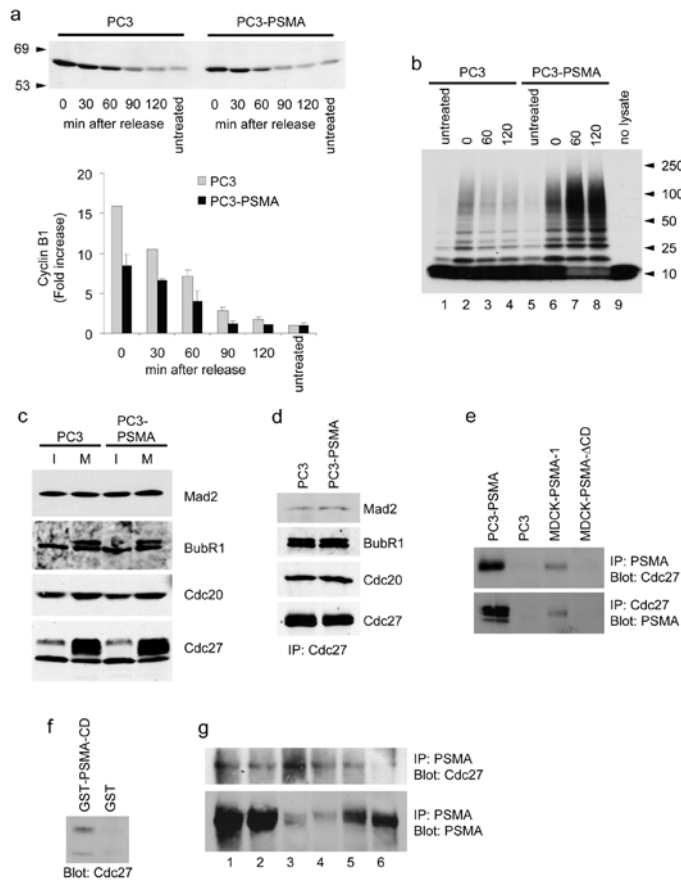 a
PC3 PC3-PSMA
69
53
0 30 60 90 120 untreated 0 30 60 90 120 untreated
min after release min after release
PC3
PC3-PSMA
Cyclin B1
(Fold increase)
20
15
10
5
0
0 30 60 90 120 untreated
min after release
b
PC3 PC3-PSMA
untreated 0 60 120 untreated 0 60 120 no lysate
250
100
50
25
10
1 2 3 4 5 6 7 8 9
c
PC3 PC3-
PSMA
I M I M
Mad2
BubR1
Cdc20
Cdc27
d
PC3 PC3-PSMA
Mad2
BubR1
Cdc20
Cdc27
IP: Cdc27
e
PC3-PSMA PC3 MDCK-PSMA-1 MDCK-PSMA-ΔCD
IP: PSMA
Blot: Cdc27
IP: Cdc27
Blot: PSMA
f
GST-PSMA-CD GST
Blot: Cdc27
g
IP: PSMA
Blot: Cdc27
IP: PSMA
Blot: PSMA
1 2 3 4 5 6